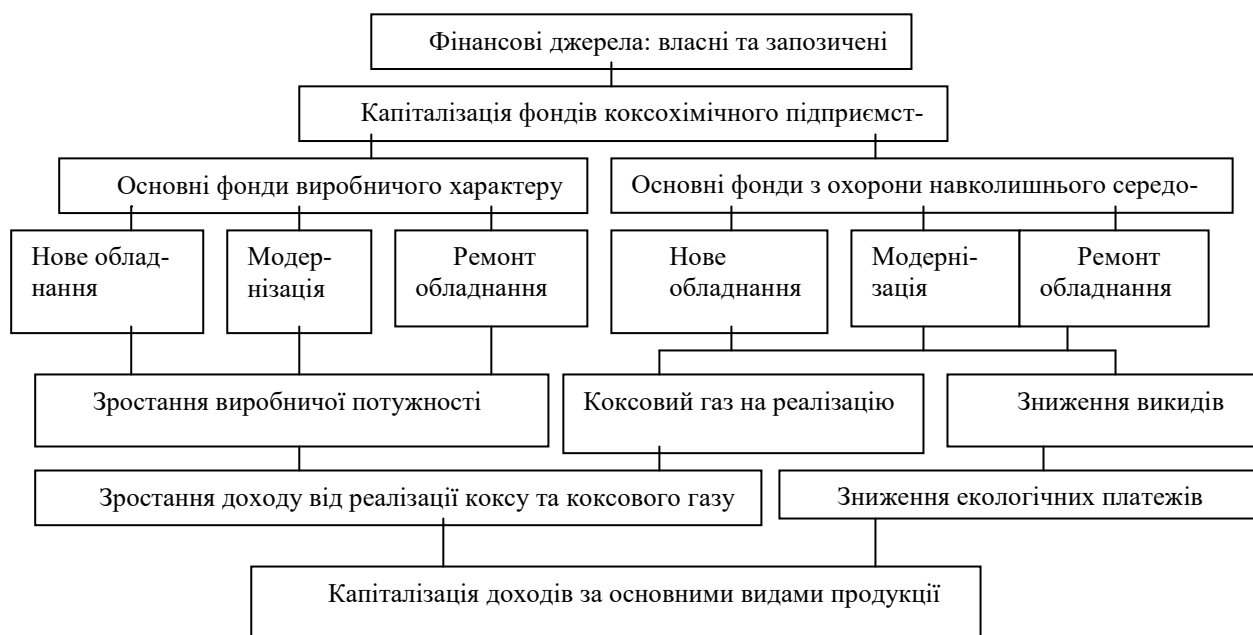 Фінансові джерела: власні та запозичені
Капіталізація фондів коксохімічного підприємст-
Основні фонди виробничого характеру
Основні фонди з охорони навколишнього середо-
Нове облад-
нання
Модер-
нізація
Ремонт
обладнання
Нове
обладнання
Модерні-
зація
Ремонт
обладнання
Зростання виробничої потужності
Коксовий газ на реалізацію
Зниження викидів
Зростання доходу від реалізації коксу та коксового газу
Зниження екологічних платежів
Капіталізація доходів за основними видами продукції